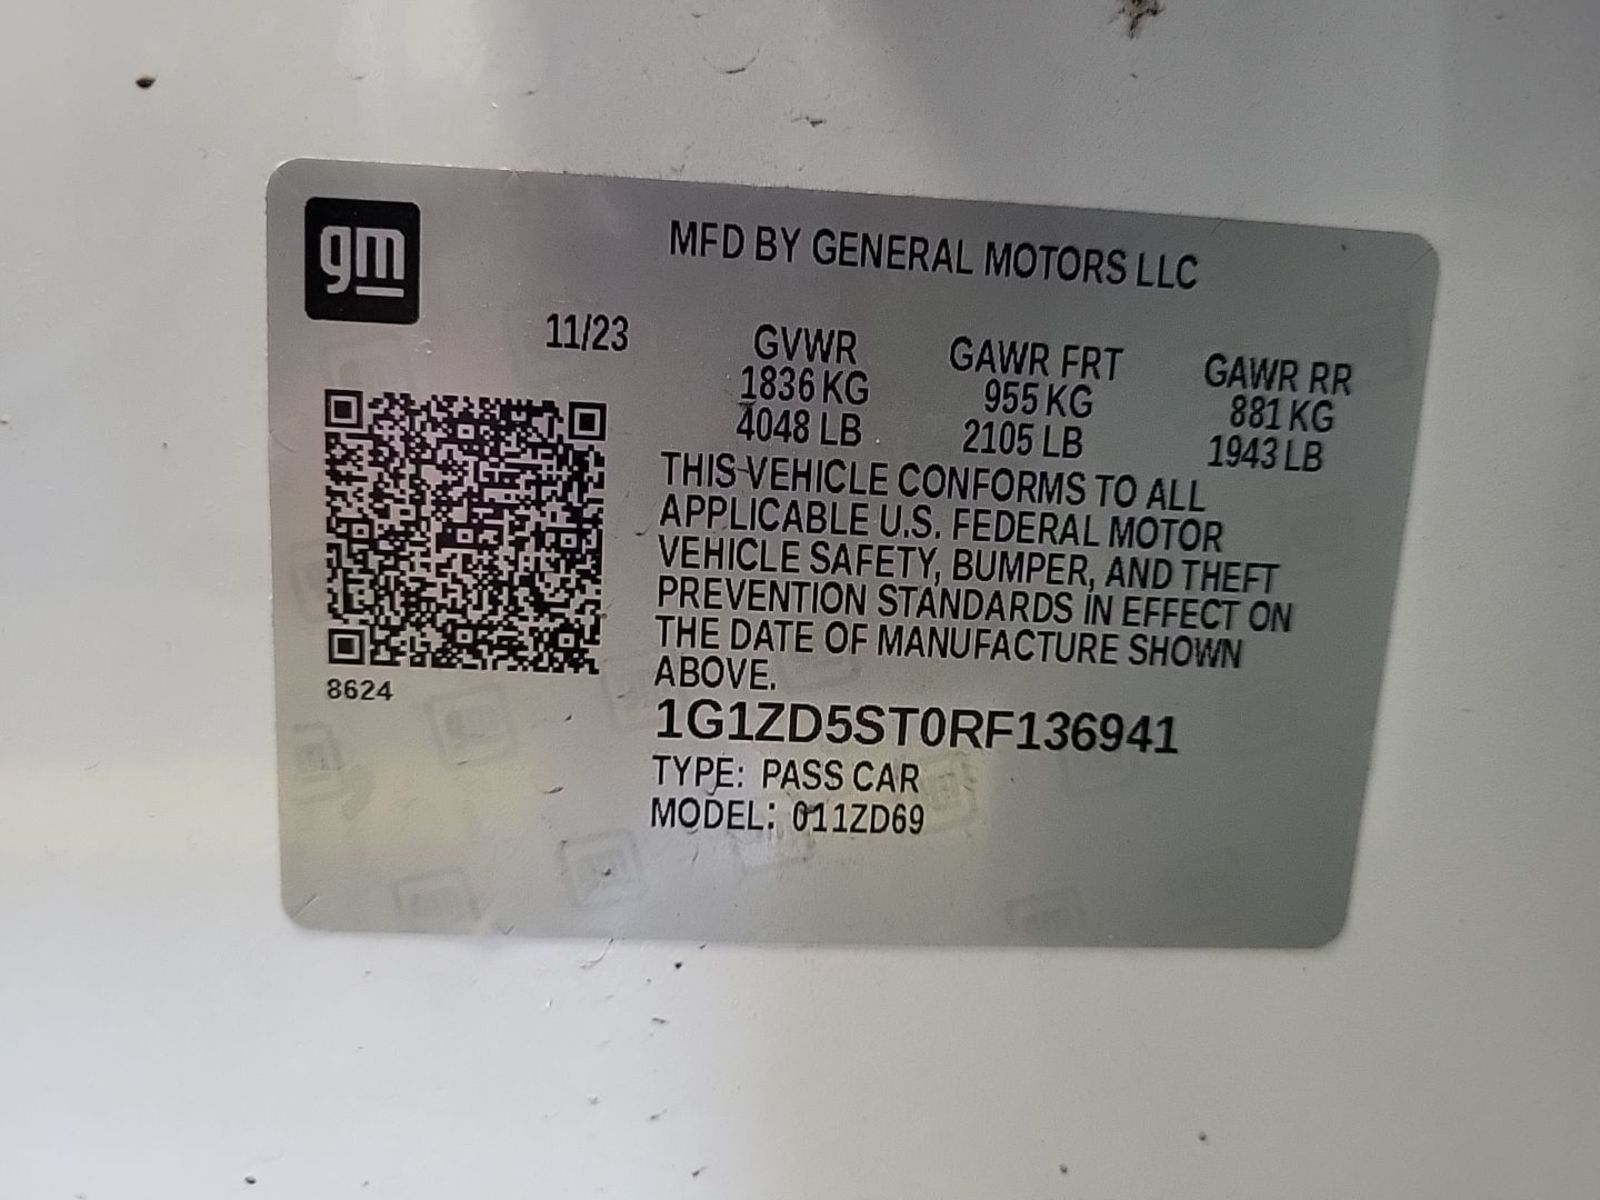 gm
MFD BY GENERAL MOTORS LLC
11/23
GVWR GAWR FRT GAWR RR
1836 KG 955 KG 881 KG
4048 LB 2105 LB 1943 LB
THIS VEHICLE CONFORMS TO ALL
APPLICABLE U.S. FEDERAL MOTOR
VEHICLE SAFETY, BUMPER, AND THEFT
PREVENTION STANDARDS IN EFFECT ON
THE DATE OF MANUFACTURE SHOWN
ABOVE.
8624
1G1ZD5ST0RF136941
TYPE: PASS CAR
MODEL: 011ZD69